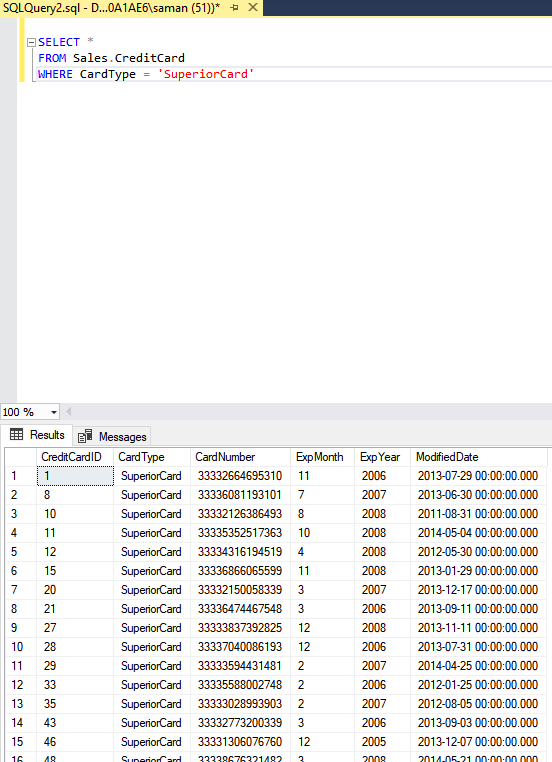 SQLQuery2.sql - D...0A1AE6\saman (51))*
SELECT *
FROM Sales.CreditCard
WHERE CardType = 'SuperiorCard'
100 %
Results Messages
CreditCardID CardType CardNumber ExpMonth ExpYear ModifiedDate
1 1 SuperiorCard 33332664695310 11 2006 2013-07-29 00:00:00.000
2 8 SuperiorCard 33336081193101 7 2007 2013-06-30 00:00:00.000
3 10 SuperiorCard 33332126386493 8 2008 2011-08-31 00:00:00.000
4 11 SuperiorCard 33335352517363 10 2008 2014-05-04 00:00:00.000
5 12 SuperiorCard 33334316194519 4 2008 2012-05-30 00:00:00.000
6 15 SuperiorCard 33336866065599 11 2008 2013-01-29 00:00:00.000
7 20 SuperiorCard 33332150058339 3 2007 2013-12-17 00:00:00.000
8 21 SuperiorCard 33336474467548 3 2006 2013-09-11 00:00:00.000
9 27 SuperiorCard 33333837392825 12 2008 2013-11-11 00:00:00.000
10 28 SuperiorCard 33337040086193 12 2006 2013-07-31 00:00:00.000
11 29 SuperiorCard 33333594431481 2 2007 2014-04-25 00:00:00.000
12 33 SuperiorCard 33335588002748 2 2006 2012-01-25 00:00:00.000
13 35 SuperiorCard 33333028993903 2 2007 2012-08-05 00:00:00.000
14 43 SuperiorCard 33332773200339 3 2006 2013-09-03 00:00:00.000
15 46 SuperiorCard 33331306076760 12 2005 2013-12-07 00:00:00.000
16 48 SuperiorCard 33338676321482 3 2008 2014-05-21 00:00:00.000